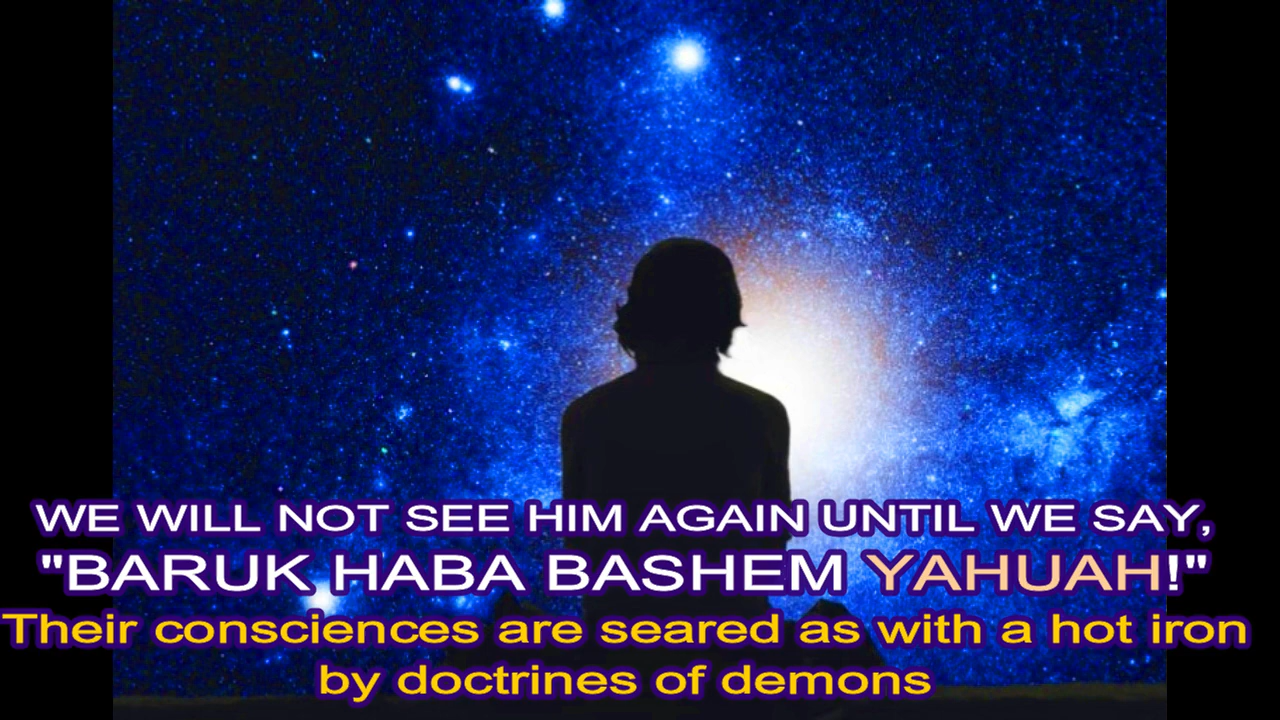 WE WILL NOT SEE HIM AGAIN UNTIL WE SAY,
"BARUK HABA BASHEM YAHUAH!"
Their consciences are seared as with a hot iron
by doctrines of demons